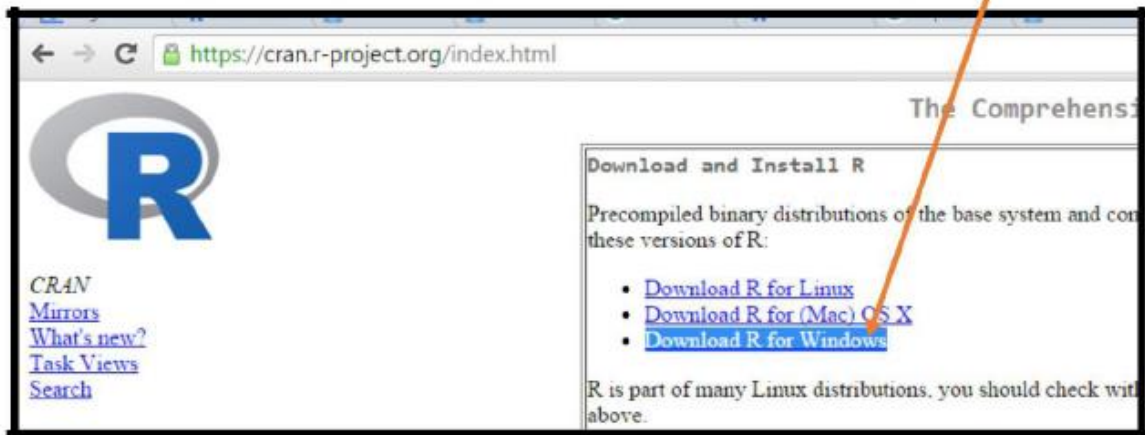 https://cran.r-project.org/index.html
R
CRAN
Mirrors
What's new?
Task Views
Search
The Comprehensi
Download and Install R
Precompiled binary distributions of the base system and con
these versions of R:
• Download R for Linux
• Download R for (Mac) OS X
• Download R for Windows
R is part of many Linux distributions, you should check with
above.